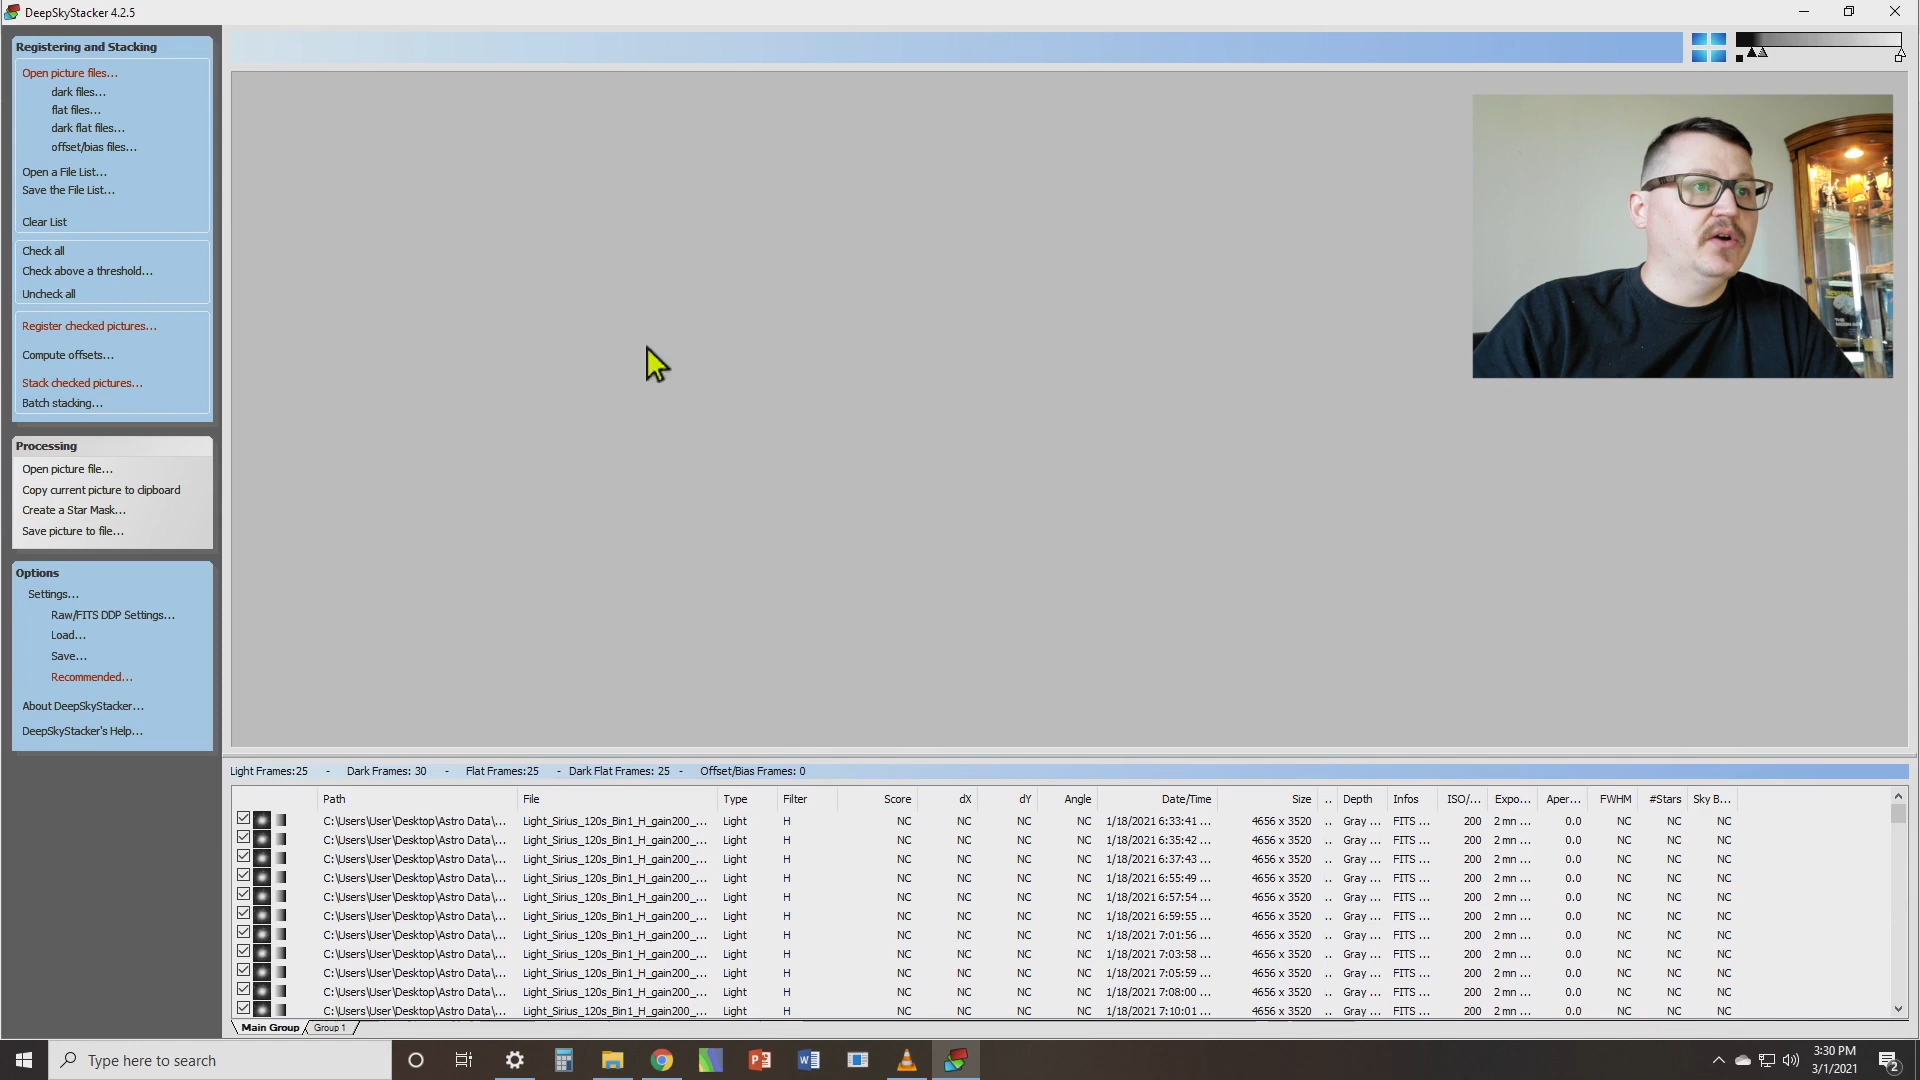 DeepSkyStacker 4.2.5
Registering and Stacking
Open picture files...
dark files...
flat files...
dark flat files...
offset/bias files...
Open a File List...
Save the File List...
Clear List
Check all
Check above a threshold...
Uncheck all
Register checked pictures...
Compute offsets...
Stack checked pictures...
Batch stacking...
Processing
Open picture file...
Copy current picture to clipboard
Create a Star Mask...
Save picture to file...
Options
Settings...
Raw/FITS DDP Settings...
Load...
Save...
Recommended...
About DeepSkyStacker...
DeepSkyStacker's Help...
Light Frames:25 - Dark Frames: 30 - Flat Frames:25 - Dark Flat Frames: 25 - Offset/Bias Frames: 0
Path File Type Filter Score dX dY Angle Date/Time Size .. Depth Infos ISO/... Expo... Aper... FWHM #Stars Sky B...
C:\Users\User\Desktop\Astro Data\... Light_Sirius_120s_Bin1_H_gain200_... Light H NC NC NC NC 1/18/2021 6:33:41 ... 4656 x 3520 .. Gray ... FITS ... 200 2 mn ... 0.0 NC NC NC
C:\Users\User\Desktop\Astro Data\... Light_Sirius_120s_Bin1_H_gain200_... Light H NC NC NC NC 1/18/2021 6:35:42 ... 4656 x 3520 .. Gray ... FITS ... 200 2 mn ... 0.0 NC NC NC
C:\Users\User\Desktop\Astro Data\... Light_Sirius_120s_Bin1_H_gain200_... Light H NC NC NC NC 1/18/2021 6:37:43 ... 4656 x 3520 .. Gray ... FITS ... 200 2 mn ... 0.0 NC NC NC
C:\Users\User\Desktop\Astro Data\... Light_Sirius_120s_Bin1_H_gain200_... Light H NC NC NC NC 1/18/2021 6:55:49 ... 4656 x 3520 .. Gray ... FITS ... 200 2 mn ... 0.0 NC NC NC
C:\Users\User\Desktop\Astro Data\... Light_Sirius_120s_Bin1_H_gain200_... Light H NC NC NC NC 1/18/2021 6:57:54 ... 4656 x 3520 .. Gray ... FITS ... 200 2 mn ... 0.0 NC NC NC
C:\Users\User\Desktop\Astro Data\... Light_Sirius_120s_Bin1_H_gain200_... Light H NC NC NC NC 1/18/2021 6:59:55 ... 4656 x 3520 .. Gray ... FITS ... 200 2 mn ... 0.0 NC NC NC
C:\Users\User\Desktop\Astro Data\... Light_Sirius_120s_Bin1_H_gain200_... Light H NC NC NC NC 1/18/2021 7:01:56 ... 4656 x 3520 .. Gray ... FITS ... 200 2 mn ... 0.0 NC NC NC
C:\Users\User\Desktop\Astro Data\... Light_Sirius_120s_Bin1_H_gain200_... Light H NC NC NC NC 1/18/2021 7:03:58 ... 4656 x 3520 .. Gray ... FITS ... 200 2 mn ... 0.0 NC NC NC
C:\Users\User\Desktop\Astro Data\... Light_Sirius_120s_Bin1_H_gain200_... Light H NC NC NC NC 1/18/2021 7:05:59 ... 4656 x 3520 .. Gray ... FITS ... 200 2 mn ... 0.0 NC NC NC
C:\Users\User\Desktop\Astro Data\... Light_Sirius_120s_Bin1_H_gain200_... Light H NC NC NC NC 1/18/2021 7:08:00 ... 4656 x 3520 .. Gray ... FITS ... 200 2 mn ... 0.0 NC NC NC
C:\Users\User\Desktop\Astro Data\... Light_Sirius_120s_Bin1_H_gain200_... Light H NC NC NC NC 1/18/2021 7:10:01 ... 4656 x 3520 .. Gray ... FITS ... 200 2 mn ... 0.0 NC NC NC
Main Group Group 1
Type here to search
3:30 PM
3/1/2021
2